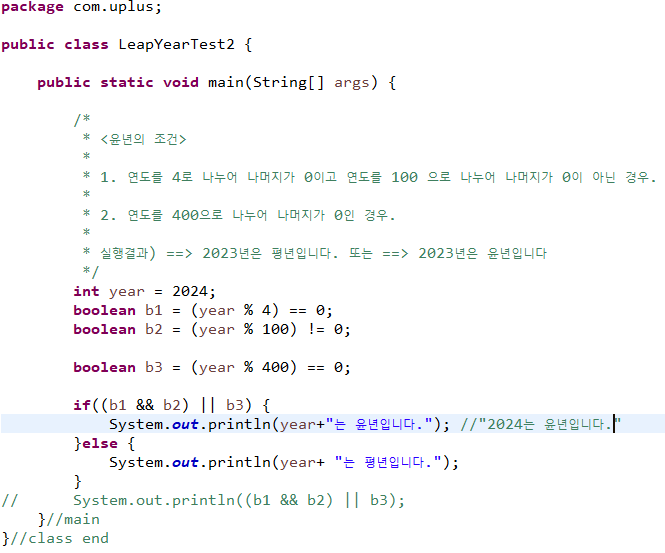 package com.uplus;
public class LeapYearTest2 {
public static void main(String[] args) {
/*
* <윤년의 조건>
*
* 1. 연도를 4로 나누어 나머지가 0이고 연도를 100 으로 나누어 나머지가 0이 아닌 경우.
*
* 2. 연도를 400으로 나누어 나머지가 0인 경우.
*
* 실행결과) ==> 2023년은 평년입니다. 또는 ==> 2023년은 윤년입니다
*/
int year = 2024;
boolean b1 = (year % 4) == 0;
boolean b2 = (year % 100) != 0;
boolean b3 = (year % 400) == 0;
if((b1 && b2) || b3) {
System.out.println(year+"는 윤년입니다."); //"2024는 윤년입니다."
}else {
System.out.println(year+ "는 평년입니다.");
}
// System.out.println((b1 && b2) || b3);
}//main
}//class end